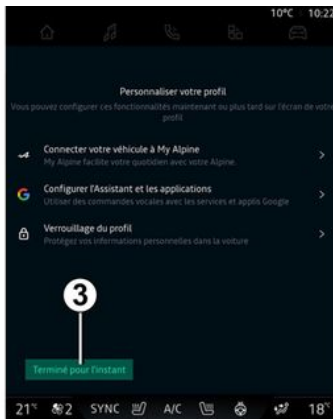 10°C 10:22
Personnaliser votre profil
Vous pouvez configurer ces fonctionnalités maintenant ou plus tard sur l'écran de votre
profil
Connecter votre véhicule à My Alpine
My Alpine facilite votre quotidien avec votre Alpine.
Configurer l'Assistant et les applications
Utiliser des commandes vocales avec les services et applis Google
Verrouillage du profil
Protégez vos informations personnelles dans la voiture
3
Terminé pour l'instant
21° 2 SYNC A/C 18°